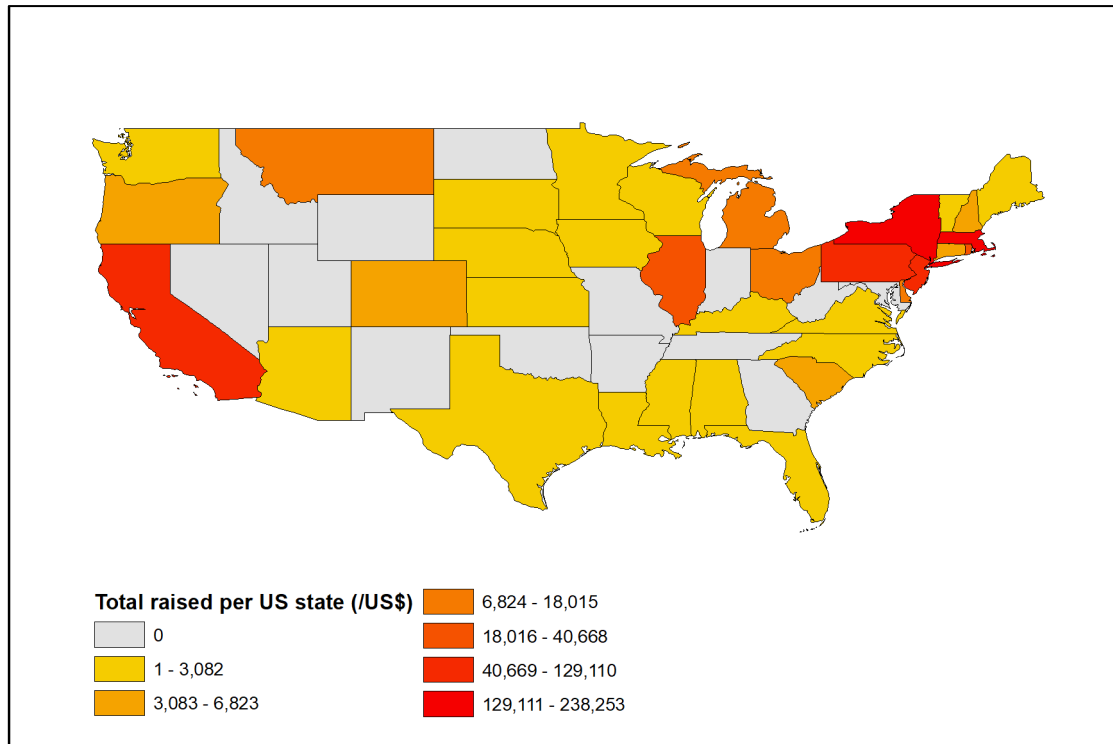 Total raised per US state (/US$)
0
1 - 3,082
3,083 - 6,823
6,824 - 18,015
18,016 - 40,668
40,669 - 129,110
129,111 - 238,253